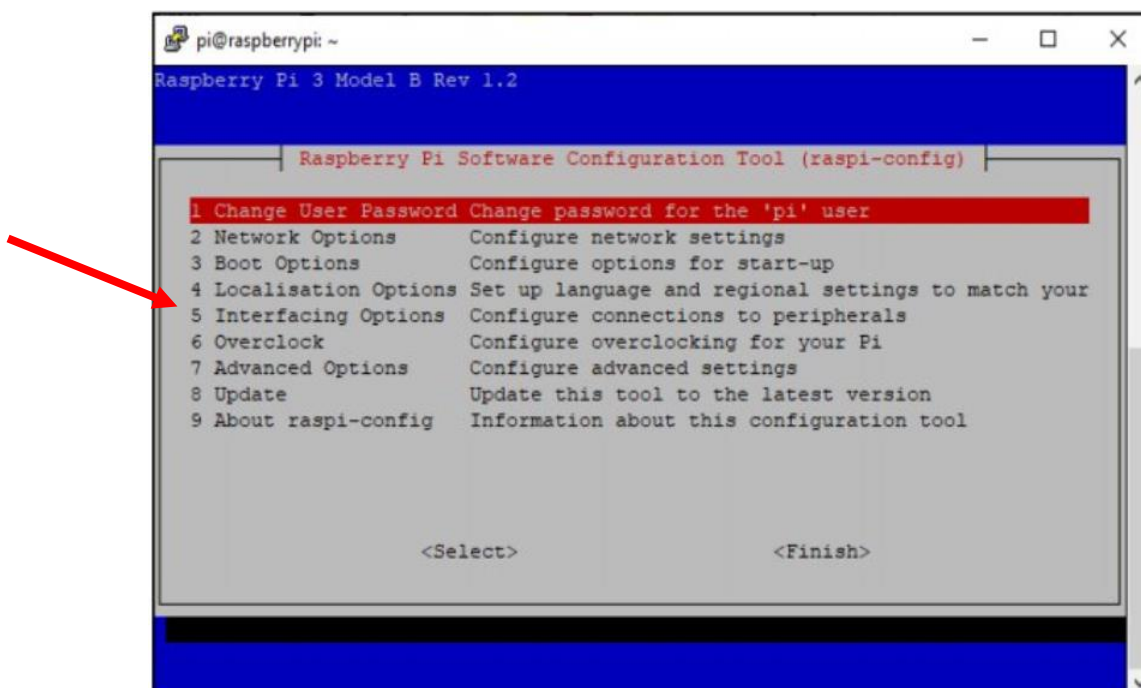 pi@raspberrypi: ~
Raspberry Pi 3 Model B Rev 1.2
Raspberry Pi Software Configuration Tool (raspi-config)
1 Change User Password Change password for the 'pi' user
2 Network Options Configure network settings
3 Boot Options Configure options for start-up
4 Localisation Options Set up language and regional settings to match your
5 Interfacing Options Configure connections to peripherals
6 Overclock Configure overclocking for your Pi
7 Advanced Options Configure advanced settings
8 Update Update this tool to the latest version
9 About raspi-config Information about this configuration tool
<Select> <Finish>